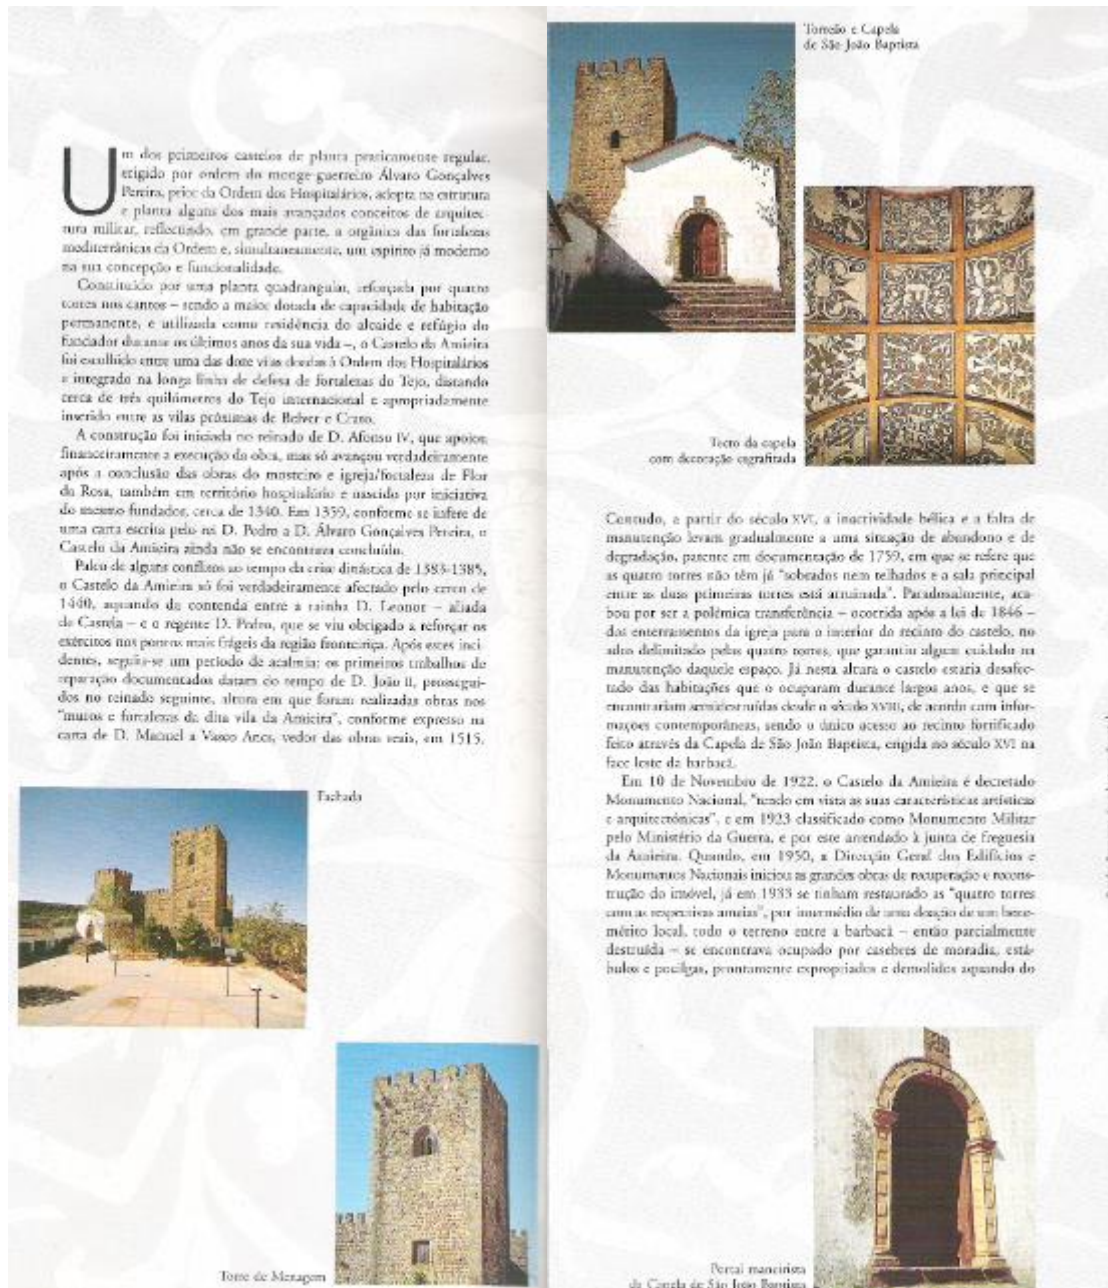 Um dos primeiros castelos de planta praticamente regular,
erigido por ordem do monge guerreiro Álvaro Gonçalves
Pereira, prior da Ordem dos Hospitalários, adopta na estrutura
e planta alguns dos mais avançados conceitos de arquitec-
tura militar, reflectindo, em grande parte, a orgânica das fortalezas
mediterrânicas da Ordem e, simultaneamente, um espírito já moderno
na sua concepção e funcionalidade.
Constituído por uma planta quadrangular, reforçada por quatro
torres nos cantos – sendo a maior dotada de capacidade de habitação
permanente, e utilizada como residência do alcaide e refúgio do
fundador durante os últimos anos da sua vida –, o Castelo da Amieira
foi escolhido entre uma das doze vilas doadas à Ordem dos Hospitalários
e integrado na longa linha de defesa de fortalezas do Tejo, distando
cerca de três quilómetros do Tejo internacional e apropriadamente
inserido entre as vilas próximas de Belver e Crato.
A construção foi iniciada no reinado de D. Afonso IV, que apoiou
financeiramente a execução da obra, mas só avançou verdadeiramente
após a conclusão das obras do mosteiro e igreja/fortaleza de Flor
da Rosa, também em território hospitalário e nascido por iniciativa
do mesmo fundador, cerca de 1340. Em 1359, conforme se infere de
uma carta escrita pelo rei D. Pedro a D. Álvaro Gonçalves Pereira, o
Castelo da Amieira ainda não se encontrava concluído.
Palco de alguns conflitos ao tempo da crise dinástica de 1383-1385,
o Castelo da Amieira só foi verdadeiramente afectado pelo cerco de
1440, aquando da contenda entre a rainha D. Leonor – aliada
de Castela – e o regente D. Pedro, que se viu obrigado a reforçar os
exércitos nos pontos mais frágeis da região fronteiriça. Após estes inci-
dentes, seguiu-se um período de acalmia: os primeiros trabalhos de
reparação documentados datam do tempo de D. João II, prossegui-
dos no reinado seguinte, altura em que foram realizadas obras nos
"muros e fortalezas da dita vila da Amieira", conforme expresso na
carta de D. Manuel a Vasco Anes, vedor das obras reais, em 1515.
Fachada
Torre de Menagem
Torreão e Capela
de São João Baptista
Tecto da capela
com decoração esgrafitada
Contudo, a partir do século XVI, a inactividade bélica e a falta de
manutenção levam gradualmente a uma situação de abandono e de
degradação, patente em documentação de 1759, em que se refere que
as quatro torres não têm já "sobrados nem telhados e a sala principal
entre as duas primeiras torres está arruinada". Paradoxalmente, aca-
bou por ser a polémica transferência – ocorrida após a lei de 1846 –
dos enterramentos da igreja para o interior do recinto do castelo, no
adro delimitado pelas quatro torres, que garantiu algum cuidado na
manutenção daquele espaço. Já nesta altura o castelo estaria desafec-
tado das habitações que o ocuparam durante largos anos, e que se
encontrariam semidestruídas desde o século XVIII, de acordo com infor-
mações contemporâneas, sendo o único acesso ao recinto fortificado
feito através da Capela de São João Baptista, erigida no século XVI na
face leste da barbacã.
Em 10 de Novembro de 1922, o Castelo da Amieira é decretado
Monumento Nacional, "tendo em vista as suas características artísticas
e arquitectónicas", e em 1923 classificado como Monumento Militar
pelo Ministério da Guerra, e por este arrendado à junta de freguesia
da Amieira. Quando, em 1950, a Direcção Geral dos Edifícios e
Monumentos Nacionais iniciou as grandes obras de recuperação e recons-
trução do imóvel, já em 1933 se tinham restaurado as "quatro torres
com as respectivas ameias", por intermédio de uma doação de um bene-
mérito local, todo o terreno entre a barbacã – então parcialmente
destruída – se encontrava ocupado por casebres de moradia, está-
bulos e pocilgas, prontamente expropriados e demolidos aquando do
Portal maneirista
da Capela de São João Baptista